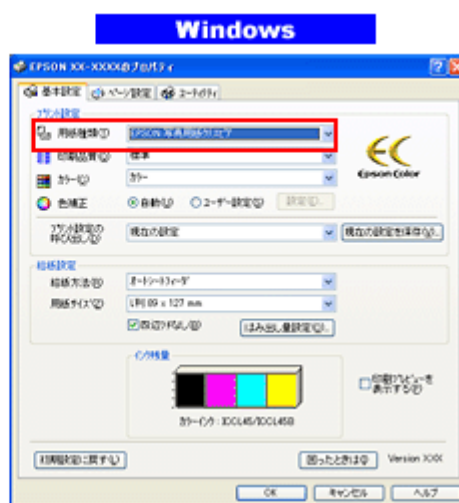 Windows
EPSON XX-XXXXのプロパティ
基本設定 ページ設定 ユーティリティ
プリント設定
用紙種類(T) EPSON 写真用紙クリスピア
印刷品質(Q) 標準
カラー(C) カラー
色補正 自動(U) ユーザー設定(G) 設定(G)...
プリント設定の呼び出し(D) 現在の設定 現在の設定を保存(V)...
Epson Color
給紙設定
給紙方法(B) オートシートフィーダ
用紙サイズ(Z) L判 89 x 127 mm
四辺フチなし(/) はみ出し量設定(E)...
インク残量
カラーインク : ICCL45/ICCL45B
印刷プレビューを表示する(2)
初期設定に戻す(L) 困ったときは(1) Version XXX
OK キャンセル ヘルプ